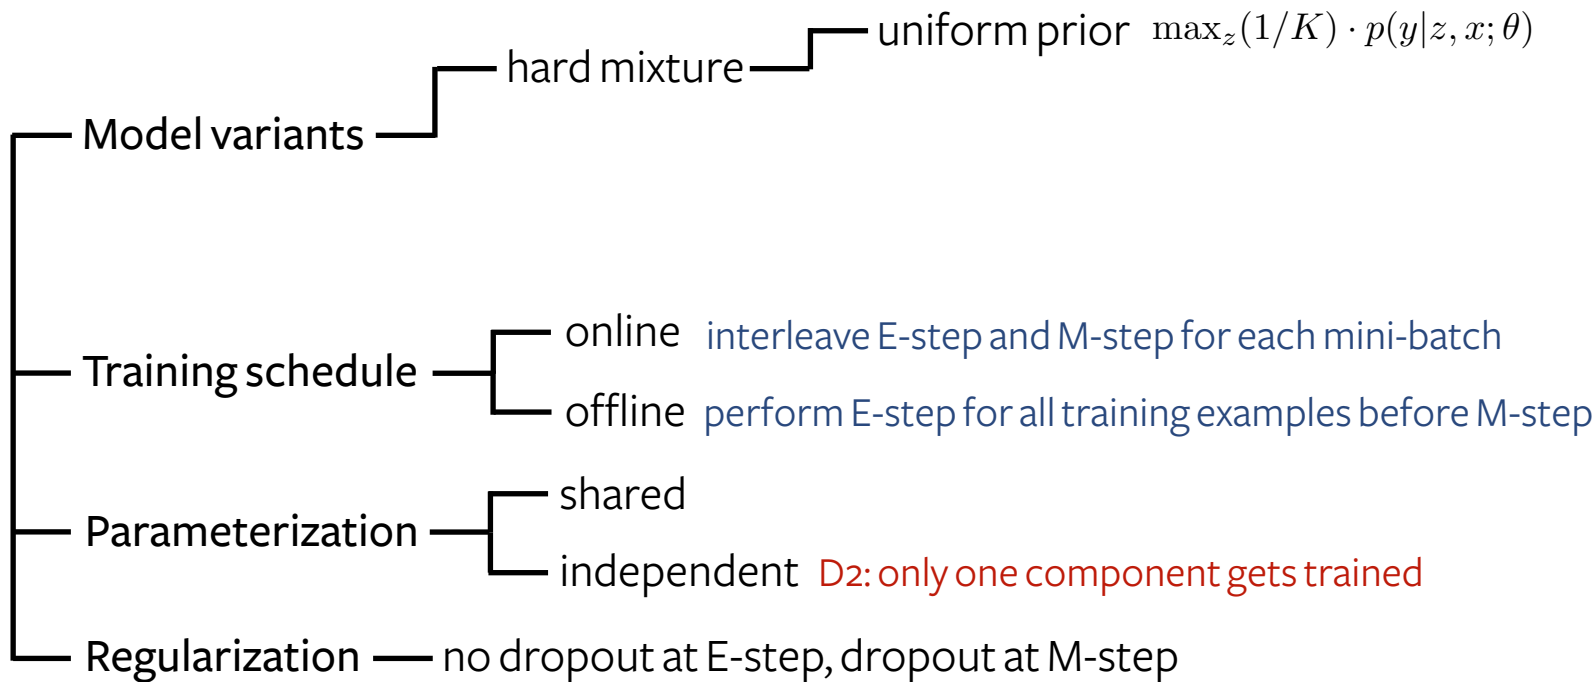 uniform prior max_z(1/K) · p(y|z, x; θ)
hard mixture
Model variants
online interleave E-step and M-step for each mini-batch
Training schedule
offline perform E-step for all training examples before M-step
shared
Parameterization
independent D2: only one component gets trained
Regularization no dropout at E-step, dropout at M-step